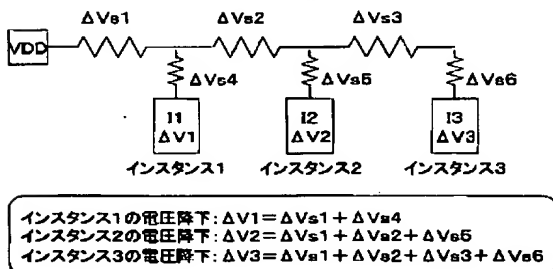 ΔVs1 ΔVs2 ΔVs3
VDD
ΔVs4 ΔVs5 ΔVs6
I1 I2 I3
ΔV1 ΔV2 ΔV3
インスタンス1 インスタンス2 インスタンス3
インスタンス1の電圧降下:ΔV1=ΔVs1+ΔVs4
インスタンス2の電圧降下:ΔV2=ΔVs1+ΔVs2+ΔVs5
インスタンス3の電圧降下:ΔV3=ΔVs1+ΔVs2+ΔVs3+ΔVs6